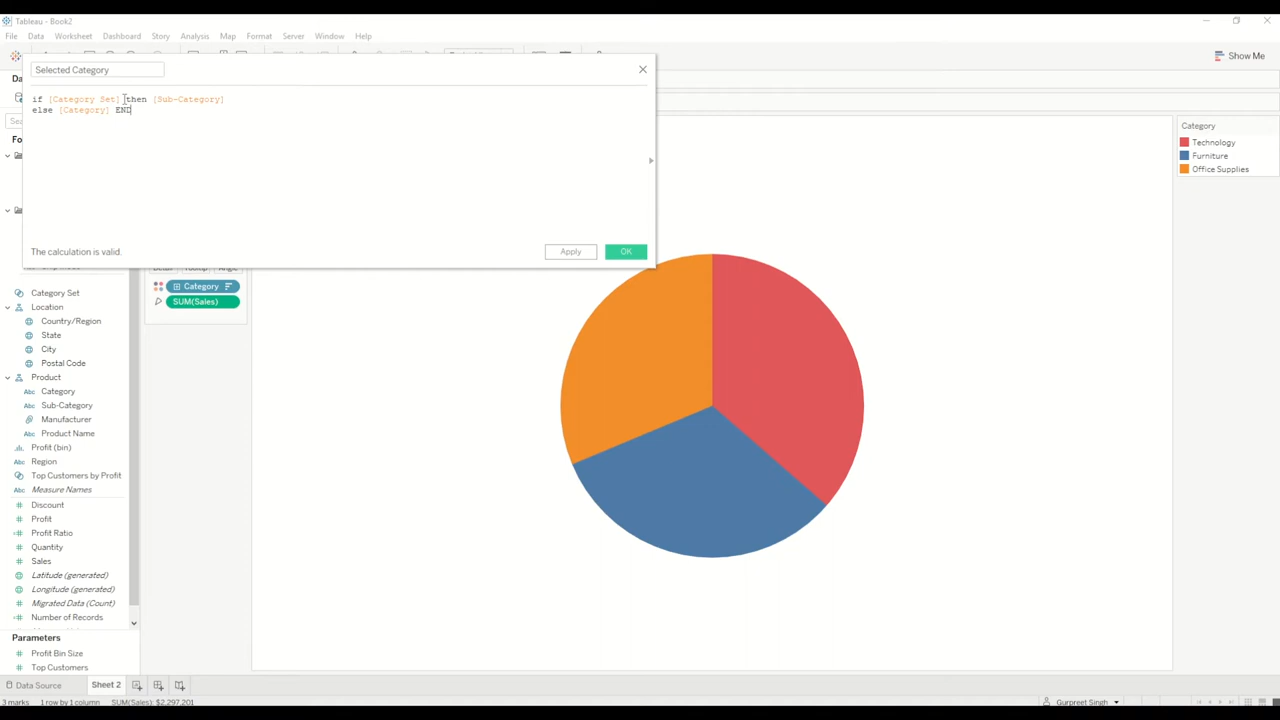 Tableau - Book2
File Data Worksheet Dashboard Story Analysis Map Format Server Window Help
Show Me
Selected Category
if [Category Set] then [Sub-Category]
else [Category] END
The calculation is valid.
Apply OK
Category
Technology
Furniture
Office Supplies
Category
SUM(Sales)
Category Set
Location
Country/Region
State
City
Postal Code
Product
Abc Category
Abc Sub-Category
Manufacturer
Abc Product Name
Profit (bin)
Abc Region
Top Customers by Profit
Abc Measure Names
Discount
Profit
Profit Ratio
Quantity
Sales
Latitude (generated)
Longitude (generated)
Migrated Data (Count)
Number of Records
Parameters
Profit Bin Size
Top Customers
Data Source Sheet 2
3 marks 1 row by 1 column SUM(Sales): $2,297,201
Gurpreet Singh